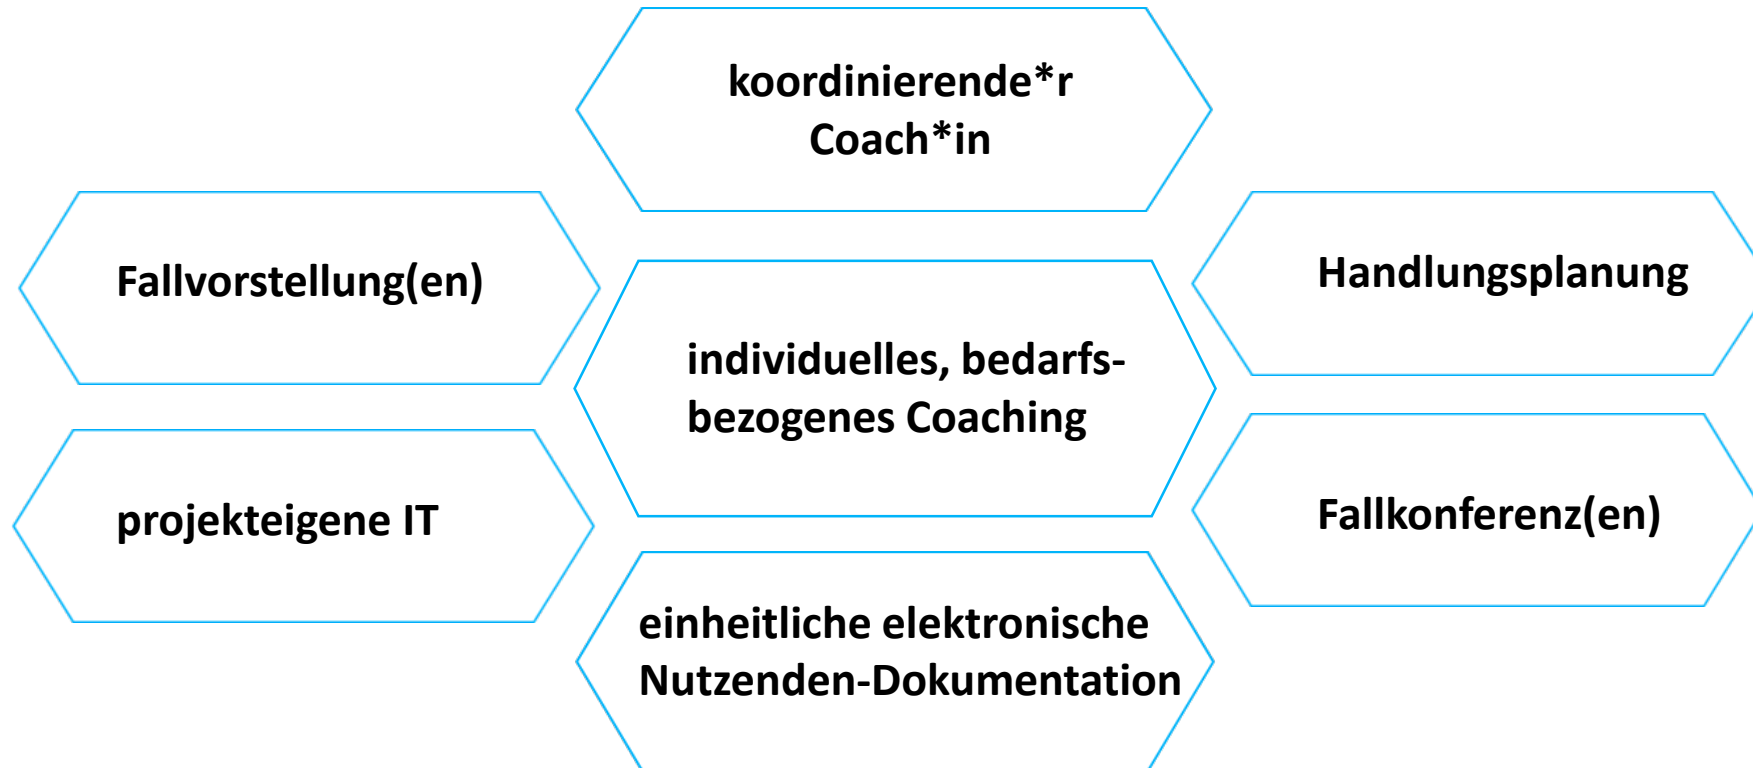 koordinierende*r
Coach*in
Fallvorstellung(en)
Handlungsplanung
individuelles, bedarfs-
bezogenes Coaching
projekteigene IT
Fallkonferenz(en)
einheitliche elektronische
Nutzenden-Dokumentation